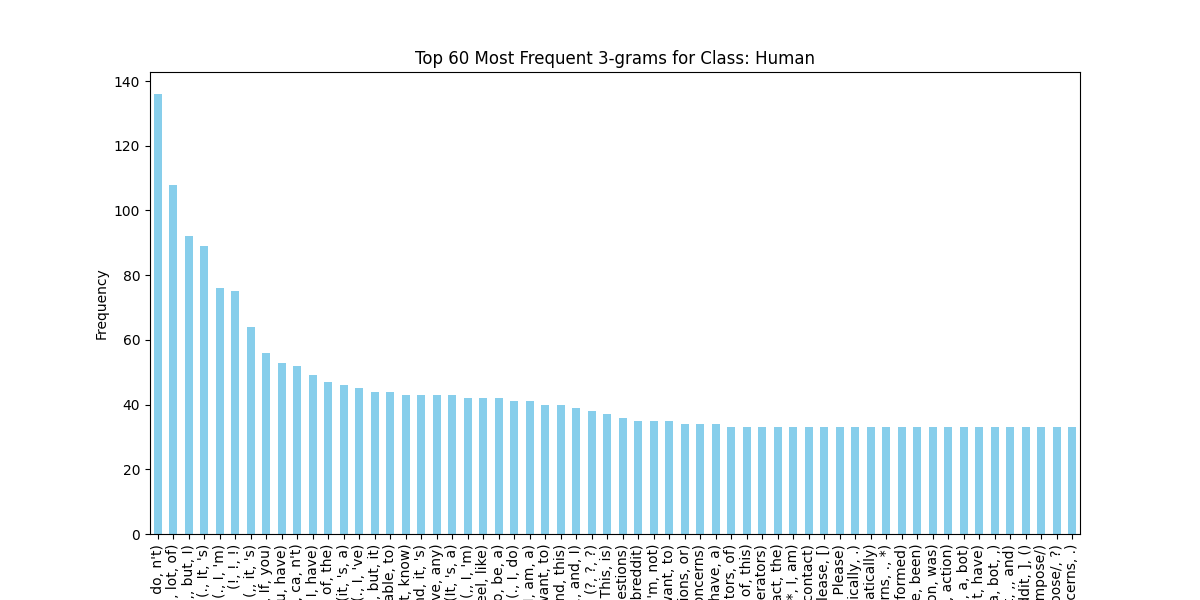 Top 60 Most Frequent 3-grams for Class: Human
Frequency
140
120
100
80
60
40
20
0
do, n't)
, lot, of)
,, but, I)
(., It, 's)
(., I, 'm)
(!, !, !)
(,, it, 's)
, If, you)
u, have)
, ca, n't)
I, have)
, of, the)
(it, 's, a)
(., I, 've)
, but, it)
able, to)
t, know)
nd, it, 's)
ve, any)
(It, 's, a)
(,, I, 'm)
eel, like)
o, be, a)
(., I, do)
, am, a)
want, to)
nd, this)
,, and, I)
(?, ?, ?)
This, is)
estions)
breddit)
'm, not)
vant, to)
ions, or)
oncerns)
have, a)
tors, of)
of, this)
erators)
act, the)
*, I, am)
contact)
lease, [)
Please)
ically, .)
atically)
rns, ., *)
formed)
e, been)
on, was)
action)
, a, bot)
t, have)
a, bot, ,)
, ,, and)
ddit, ], ()
mpose/)
pose/, ?)
cerns, .)